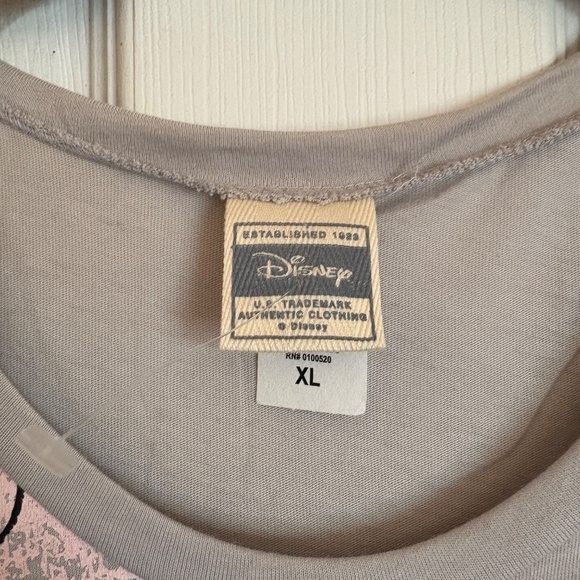 ESTABLISHED 1923
Disney
U.S. TRADEMARK
AUTHENTIC CLOTHING
© Disney
RN# 0100520
XL